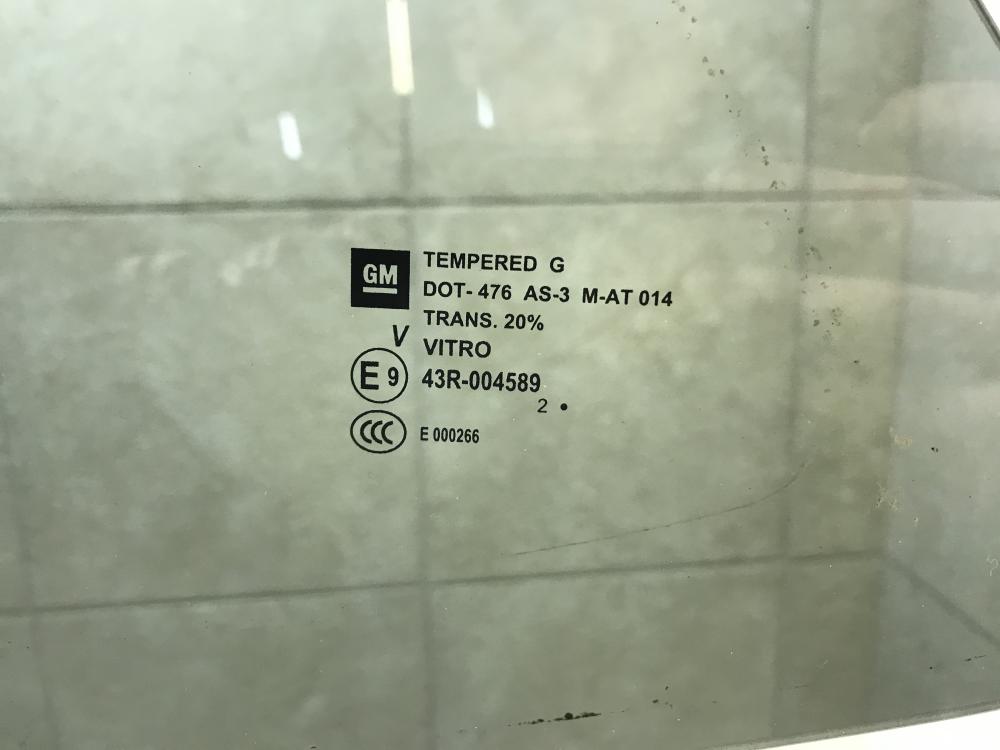 GM
TEMPERED G
DOT- 476 AS-3 M-AT 014
TRANS. 20%
V VITRO
E 9 43R-004589
2 •
CCC E 000266